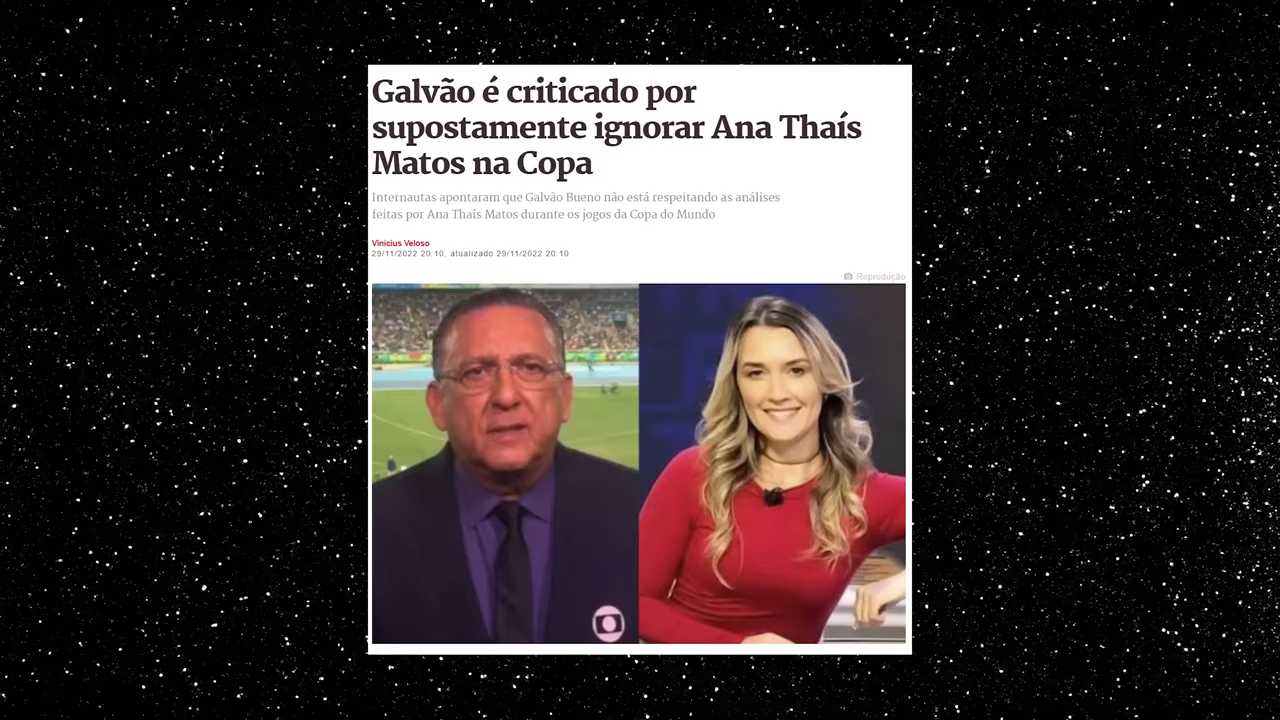 Galvão é criticado por
supostamente ignorar Ana Thaís
Matos na Copa
Internautas apontaram que Galvão Bueno não está respeitando as análises
feitas por Ana Thaís Matos durante os jogos da Copa do Mundo
Vinicius Veloso
29/11/2022 20:10, atualizado 29/11/2022 20:10
Reprodução